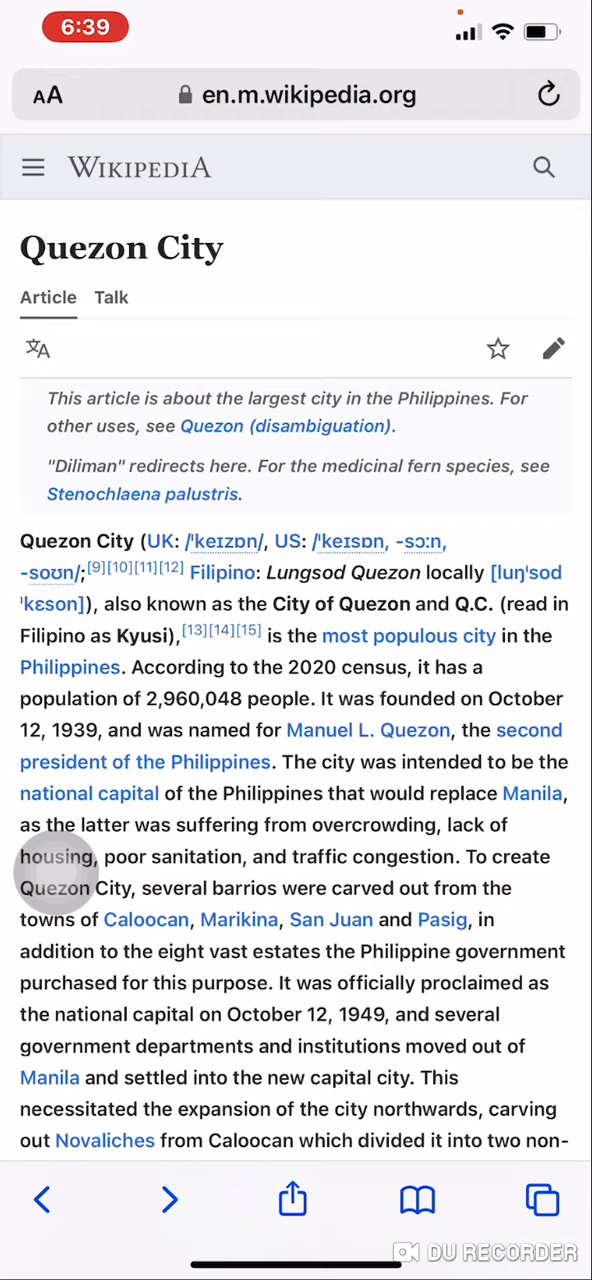 6:39
AA en.m.wikipedia.org
WIKIPEDIA
Quezon City
Article Talk
This article is about the largest city in the Philippines. For
other uses, see Quezon (disambiguation).
"Diliman" redirects here. For the medicinal fern species, see
Stenochlaena palustris.
Quezon City (UK: /ˈkeɪzɒn/, US: /ˈkeɪsɒn, -sɔːn,
-soʊn/;[9][10][11][12] Filipino: Lungsod Quezon locally [luŋˈsod
ˈkɛson]), also known as the City of Quezon and Q.C. (read in
Filipino as Kyusi),[13][14][15] is the most populous city in the
Philippines. According to the 2020 census, it has a
population of 2,960,048 people. It was founded on October
12, 1939, and was named for Manuel L. Quezon, the second
president of the Philippines. The city was intended to be the
national capital of the Philippines that would replace Manila,
as the latter was suffering from overcrowding, lack of
housing, poor sanitation, and traffic congestion. To create
Quezon City, several barrios were carved out from the
towns of Caloocan, Marikina, San Juan and Pasig, in
addition to the eight vast estates the Philippine government
purchased for this purpose. It was officially proclaimed as
the national capital on October 12, 1949, and several
government departments and institutions moved out of
Manila and settled into the new capital city. This
necessitated the expansion of the city northwards, carving
out Novaliches from Caloocan which divided it into two non-
DU RECORDER